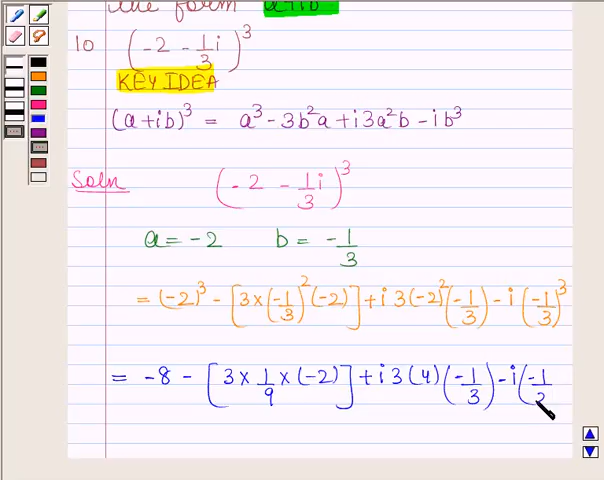 the form a+ib
10 (-2 - 1/3 i)^3
KEY IDEA
(a+ib)^3 = a^3 - 3b^2a + i3a^2b - ib^3
Soln (-2 - 1/3 i)^3
a = -2 b = -1/3
= (-2)^3 - [3 × (-1/3)^2 (-2)] + i 3(-2)^2 (-1/3) - i (-1/3)^3
= -8 - [3 × 1/9 × (-2)] + i 3 (4) (-1/3) - i (-1/